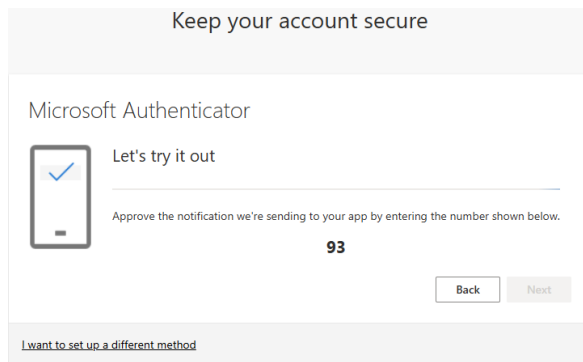 Keep your account secure
Microsoft Authenticator
Let's try it out
Approve the notification we're sending to your app by entering the number shown below.
93
Back Next
I want to set up a different method